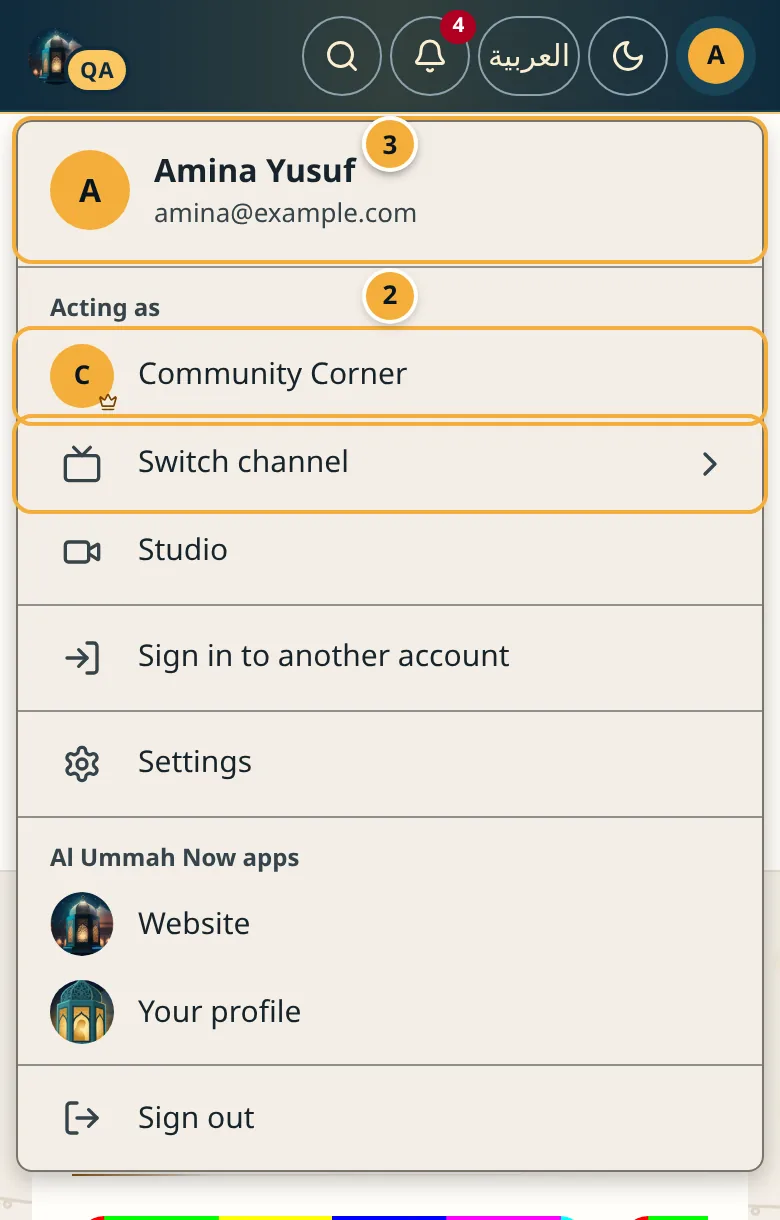 QA
4
العربية
A
3
A
Amina Yusuf
amina@example.com
2
Acting as
C
Community Corner
Switch channel
Studio
Sign in to another account
Settings
Al Ummah Now apps
Website
Your profile
Sign out